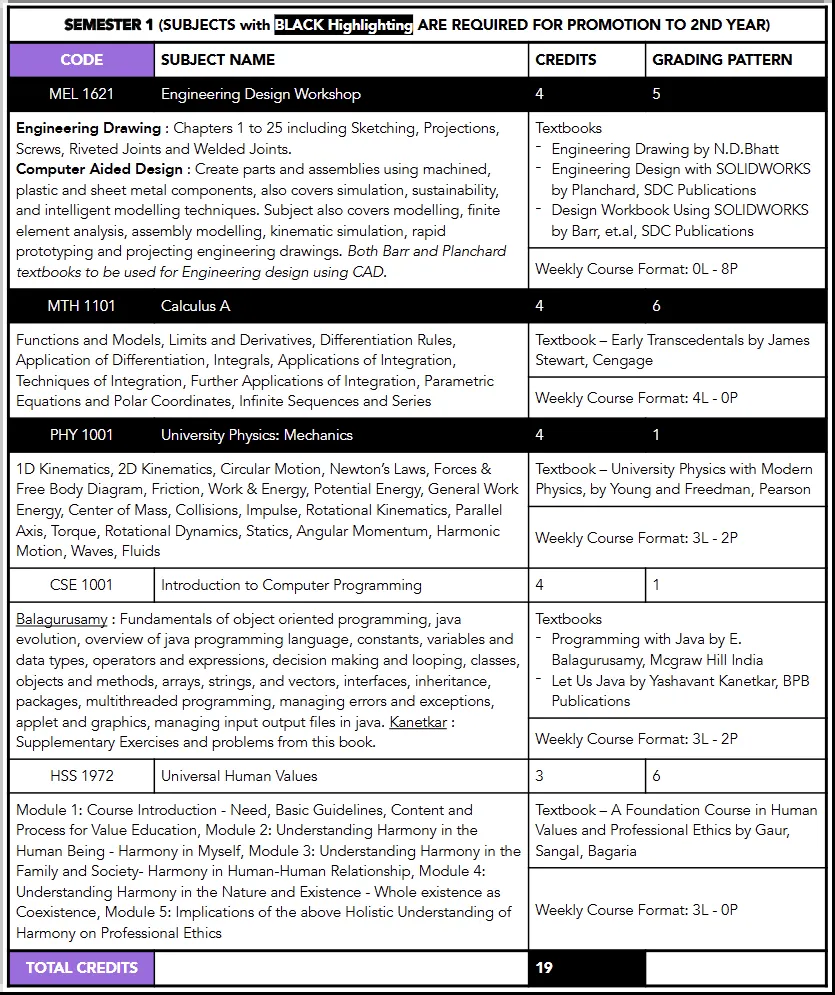 SEMESTER 1 (SUBJECTS with BLACK Highlighting ARE REQUIRED FOR PROMOTION TO 2ND YEAR)
CODE SUBJECT NAME CREDITS GRADING PATTERN
MEL 1621 Engineering Design Workshop 4 5
Engineering Drawing : Chapters 1 to 25 including Sketching, Projections,
Screws, Riveted Joints and Welded Joints.
Computer Aided Design : Create parts and assemblies using machined,
plastic and sheet metal components, also covers simulation, sustainability,
and intelligent modelling techniques. Subject also covers modelling, finite
element analysis, assembly modelling, kinematic simulation, rapid
prototyping and projecting engineering drawings. Both Barr and Planchard
textbooks to be used for Engineering design using CAD.
Textbooks
- Engineering Drawing by N.D.Bhatt
- Engineering Design with SOLIDWORKS
by Planchard, SDC Publications
- Design Workbook Using SOLIDWORKS
by Barr, et.al, SDC Publications
Weekly Course Format: 0L - 8P
MTH 1101 Calculus A 4 6
Functions and Models, Limits and Derivatives, Differentiation Rules,
Application of Differentiation, Integrals, Applications of Integration,
Techniques of Integration, Further Applications of Integration, Parametric
Equations and Polar Coordinates, Infinite Sequences and Series
Textbook – Early Transcedentals by James
Stewart, Cengage
Weekly Course Format: 4L - 0P
PHY 1001 University Physics: Mechanics 4 1
1D Kinematics, 2D Kinematics, Circular Motion, Newton's Laws, Forces &
Free Body Diagram, Friction, Work & Energy, Potential Energy, General Work
Energy, Center of Mass, Collisions, Impulse, Rotational Kinematics, Parallel
Axis, Torque, Rotational Dynamics, Statics, Angular Momentum, Harmonic
Motion, Waves, Fluids
Textbook – University Physics with Modern
Physics, by Young and Freedman, Pearson
Weekly Course Format: 3L - 2P
CSE 1001 Introduction to Computer Programming 4 1
Balagurusamy : Fundamentals of object oriented programming, java
evolution, overview of java programming language, constants, variables and
data types, operators and expressions, decision making and looping, classes,
objects and methods, arrays, strings, and vectors, interfaces, inheritance,
packages, multithreaded programming, managing errors and exceptions,
applet and graphics, managing input output files in java. Kanetkar :
Supplementary Exercises and problems from this book.
Textbooks
- Programming with Java by E.
Balagurusamy, Mcgraw Hill India
- Let Us Java by Yashavant Kanetkar, BPB
Publications
Weekly Course Format: 3L - 2P
HSS 1972 Universal Human Values 3 6
Module 1: Course Introduction - Need, Basic Guidelines, Content and
Process for Value Education, Module 2: Understanding Harmony in the
Human Being - Harmony in Myself, Module 3: Understanding Harmony in the
Family and Society- Harmony in Human-Human Relationship, Module 4:
Understanding Harmony in the Nature and Existence - Whole existence as
Coexistence, Module 5: Implications of the above Holistic Understanding of
Harmony on Professional Ethics
Textbook – A Foundation Course in Human
Values and Professional Ethics by Gaur,
Sangal, Bagaria
Weekly Course Format: 3L - 0P
TOTAL CREDITS 19